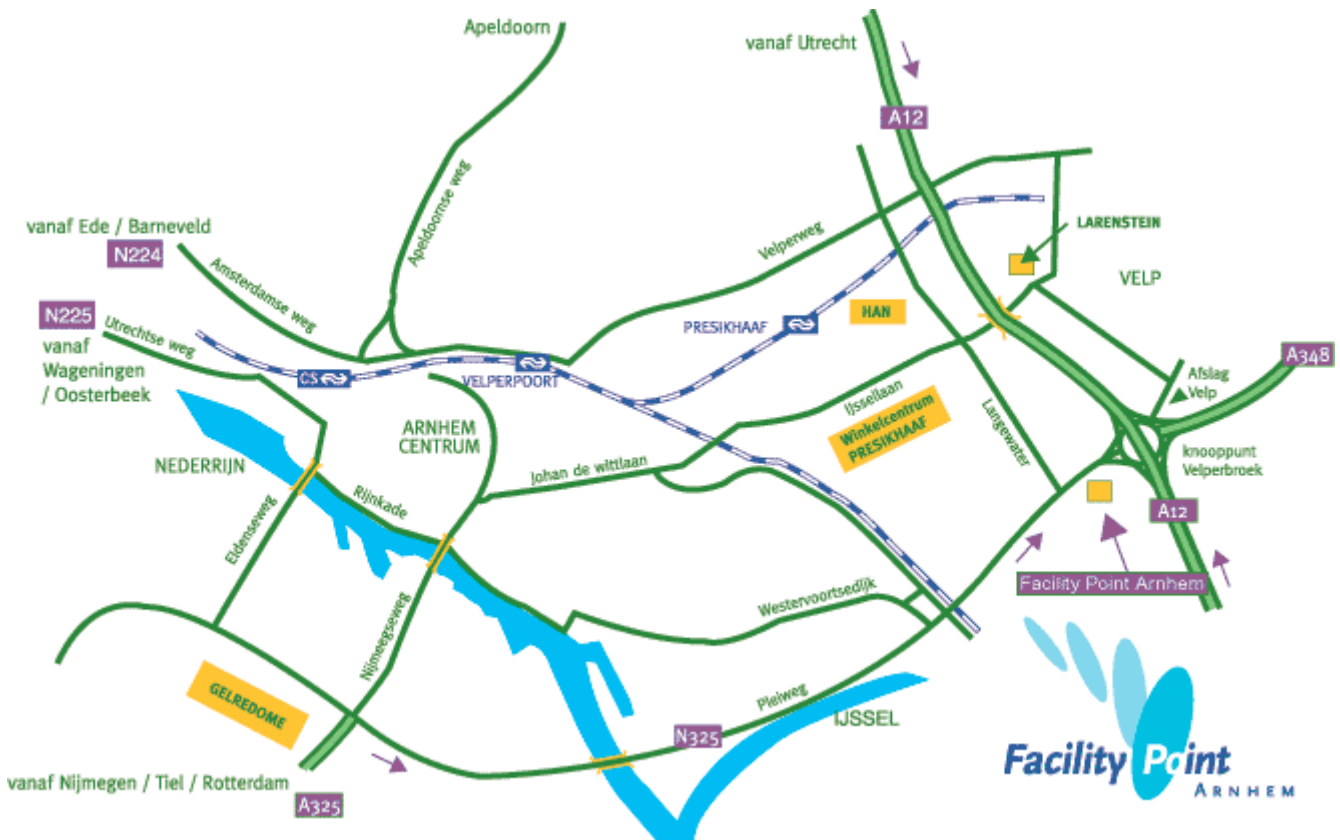 Apeldoorn
vanaf Utrecht
A12
Apeldoornse weg
vanaf Ede / Barneveld
N224
Amsterdamse weg
Velperweg
LARENSTEIN
VELP
N225
Utrechtse weg
vanaf
Wageningen
/ Oosterbeek
CS
VELPERPOORT
PRESIKHAAF
HAN
A348
Afslag
Velp
ARNHEM
CENTRUM
IJssellaan
Winkelcentrum
PRESIKHAAF
Langewater
knooppunt
Velperbroek
NEDERRIJN
Johan de wittlaan
Rijnkade
A12
Eldenseweg
Facility Point Arnhem
Westervoortsedijk
Nijmeegseweg
GELREDOME
Pleiweg
IJSSEL
N325
vanaf Nijmegen / Tiel / Rotterdam
A325
Facility Point
ARNHEM